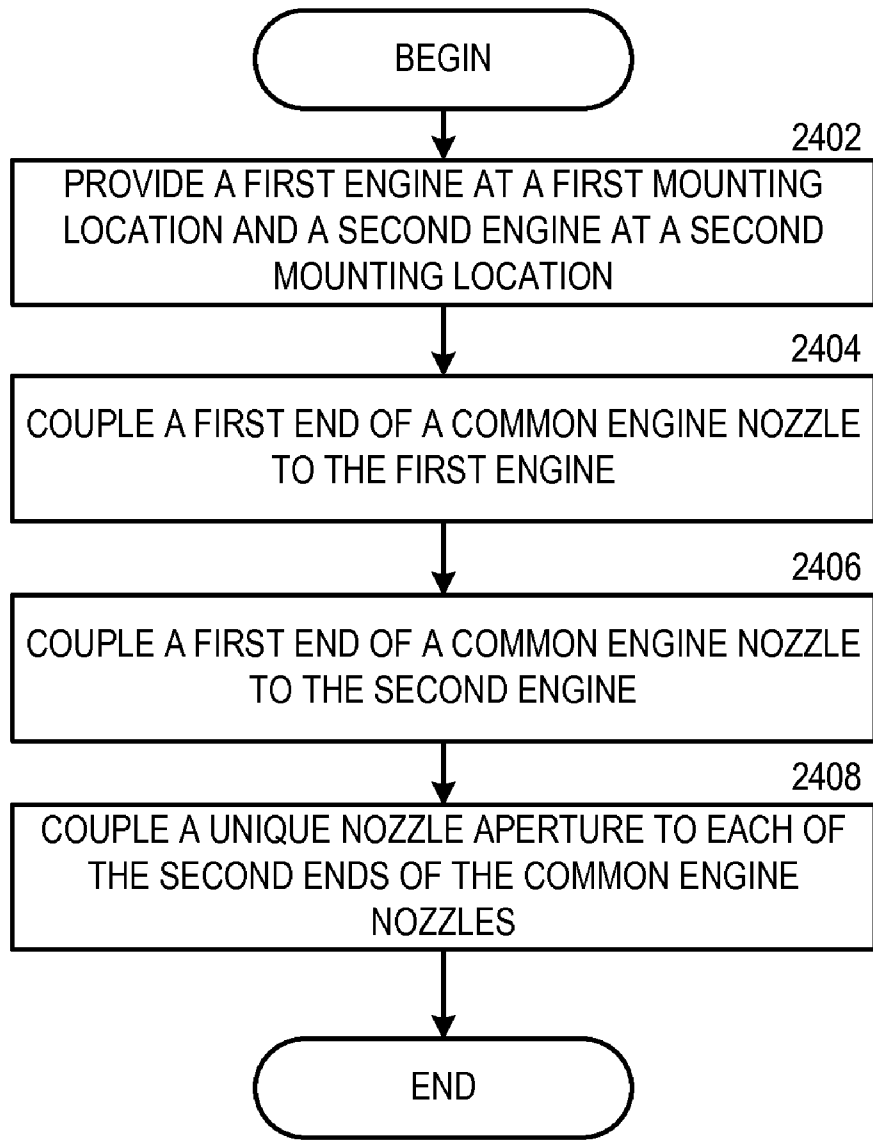 BEGIN
2402
PROVIDE A FIRST ENGINE AT A FIRST MOUNTING
LOCATION AND A SECOND ENGINE AT A SECOND
MOUNTING LOCATION
2404
COUPLE A FIRST END OF A COMMON ENGINE NOZZLE
TO THE FIRST ENGINE
2406
COUPLE A FIRST END OF A COMMON ENGINE NOZZLE
TO THE SECOND ENGINE
2408
COUPLE A UNIQUE NOZZLE APERTURE TO EACH OF
THE SECOND ENDS OF THE COMMON ENGINE
NOZZLES
END